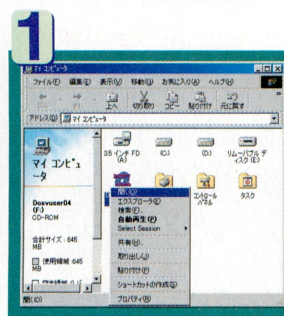 1
マイ コンピュータ
ファイル(F) 編集(E) 表示(V) 移動(G) お気に入り(A) ヘルプ(H)
上へ 切り取り コピー 貼り付け 元に戻す
アドレス(D) マイ コンピュータ
マイ コンピュ
ータ
3.5 インチ FD
(A:)
(C:)
(D:)
リムーバブル デ
ィスク (E:)
コントロール
パネル
タスク
Dosvuser04
(F:)
CD-ROM
合計サイズ : 645
MB
使用領域 : 645
MB
開く(O)
エクスプローラ(E)
検索(F)...
自動再生(P)
Select Session
共有(H)...
取り出し(J)
貼り付け(P)
ショートカットの作成(S)
プロパティ(R)